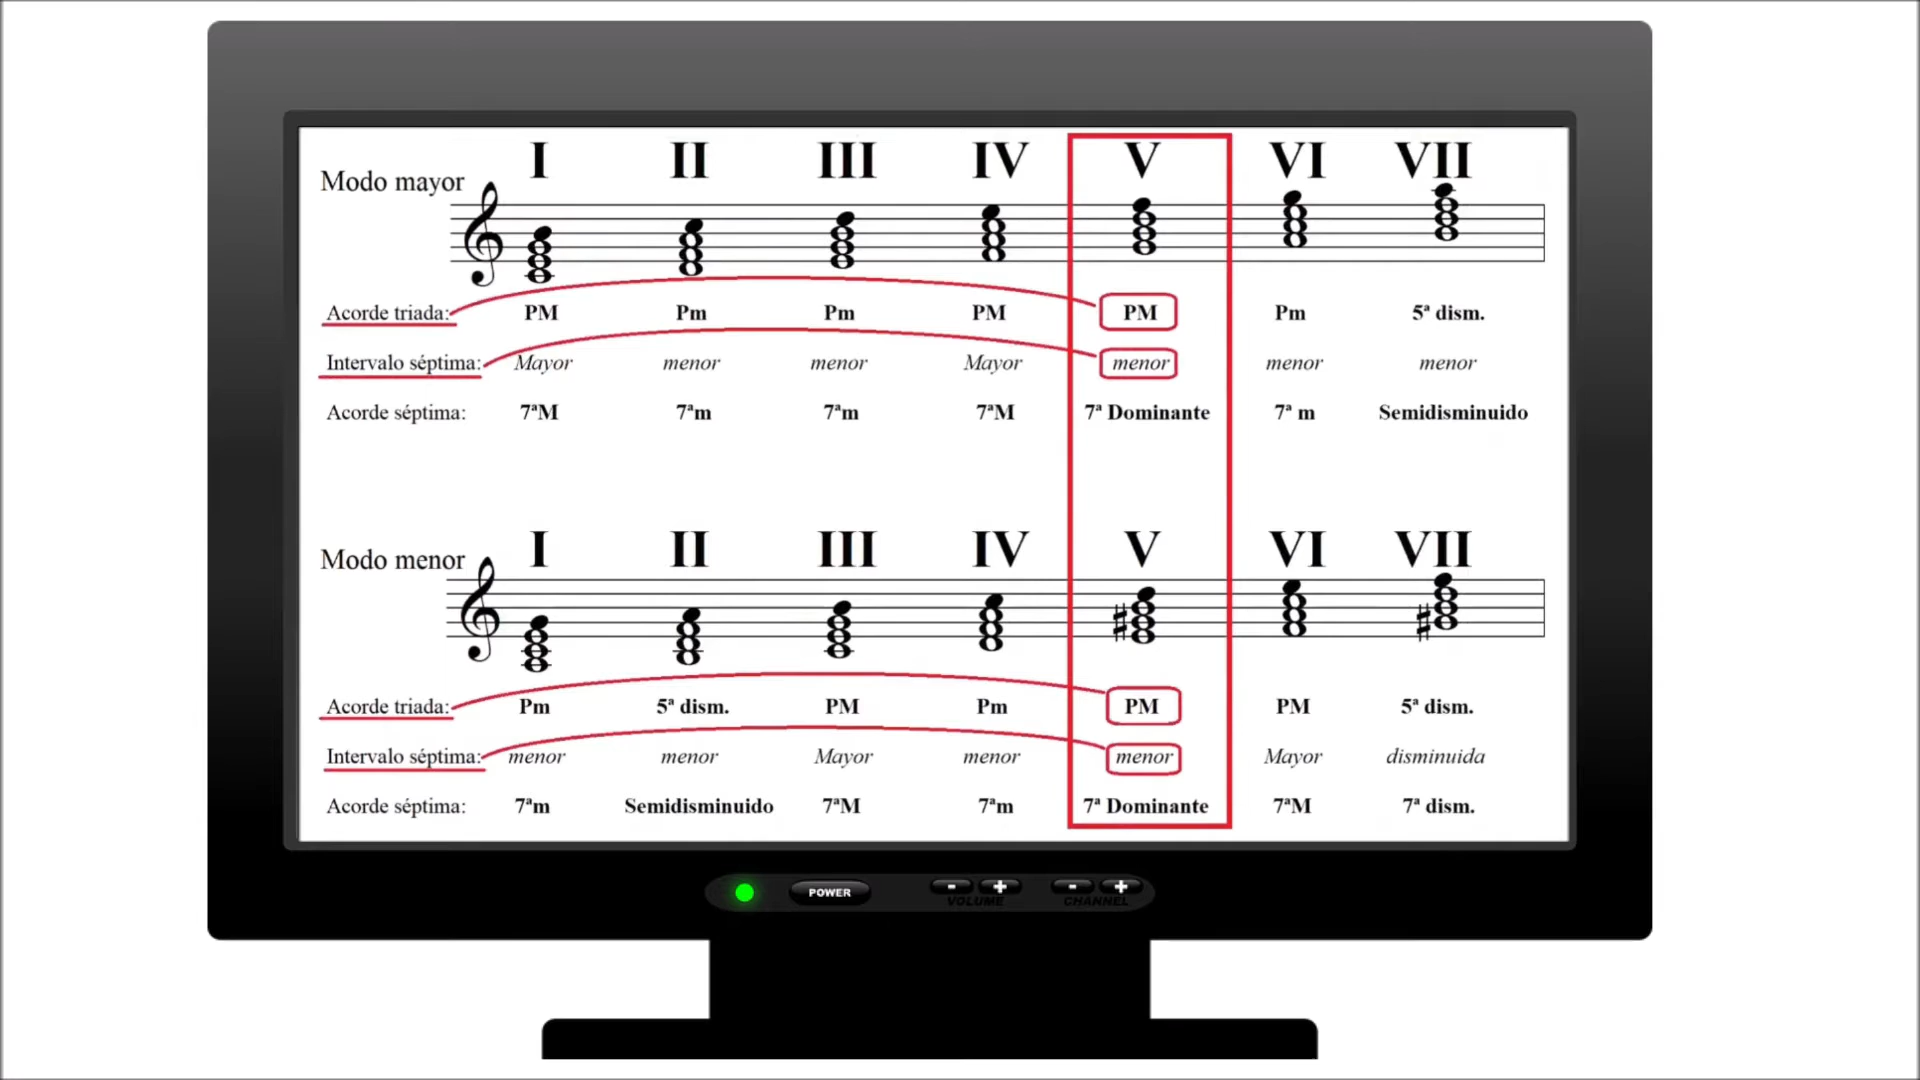 I II III IV V VI VII
Modo mayor
Acorde triada: PM Pm Pm PM PM Pm 5ª dism.
Intervalo séptima: Mayor menor menor Mayor menor menor menor
Acorde séptima: 7ªM 7ªm 7ªm 7ªM 7ª Dominante 7ª m Semidisminuido
I II III IV V VI VII
Modo menor
Acorde triada: Pm 5ª dism. PM Pm PM PM 5ª dism.
Intervalo séptima: menor menor Mayor menor menor Mayor disminuida
Acorde séptima: 7ªm Semidisminuido 7ªM 7ªm 7ª Dominante 7ªM 7ª dism.
POWER - + - +
VOLUME CHANNEL